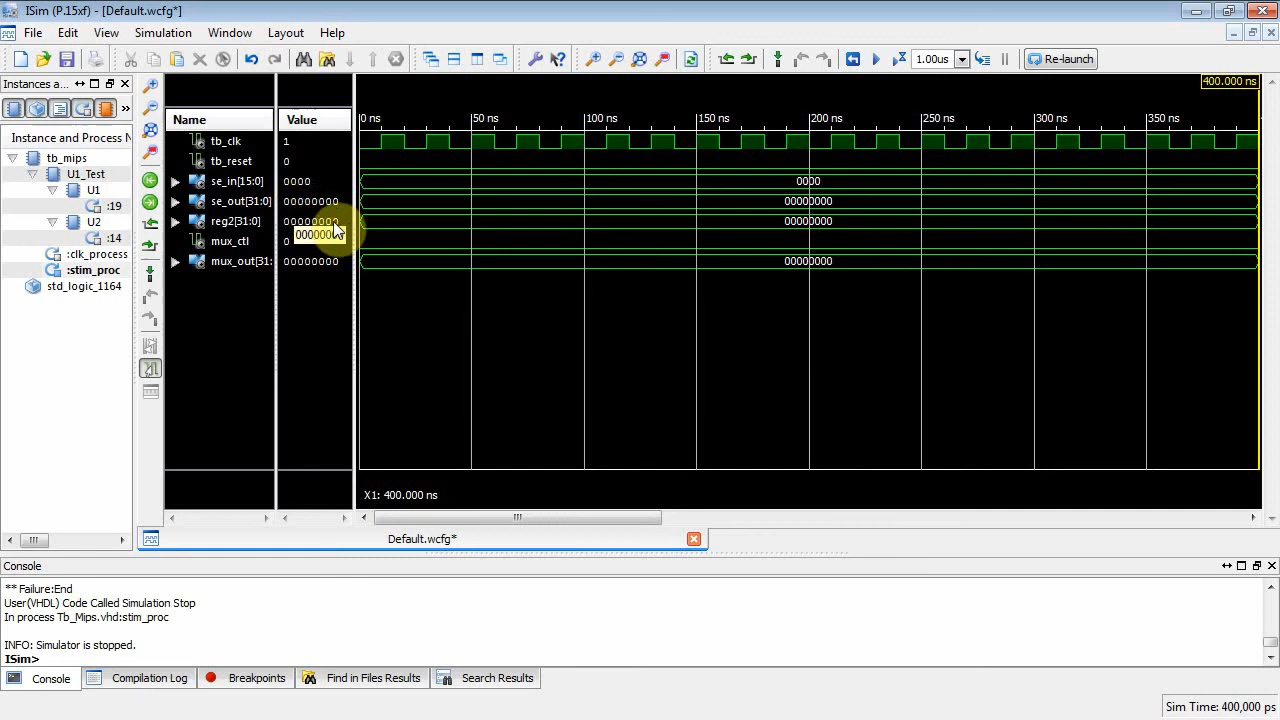 ISim (P.15xf) - [Default.wcfg*]
File Edit View Simulation Window Layout Help
1.00us Re-launch
Instances a...
Instance and Process N
tb_mips
U1_Test
U1
:19
U2
:14
:clk_process
:stim_proc
std_logic_1164
Name Value
tb_clk 1
tb_reset 0
se_in[15:0] 0000
se_out[31:0] 00000000
reg2[31:0] 00000000
mux_ctl 0
mux_out[31: 00000000
400.000 ns
0 ns 50 ns 100 ns 150 ns 200 ns 250 ns 300 ns 350 ns
0000
00000000
00000000
00000000
X1: 400.000 ns
Default.wcfg*
Console
** Failure:End
User(VHDL) Code Called Simulation Stop
In process Tb_Mips.vhd:stim_proc
INFO: Simulator is stopped.
ISim>
Console Compilation Log Breakpoints Find in Files Results Search Results
Sim Time: 400,000 ps